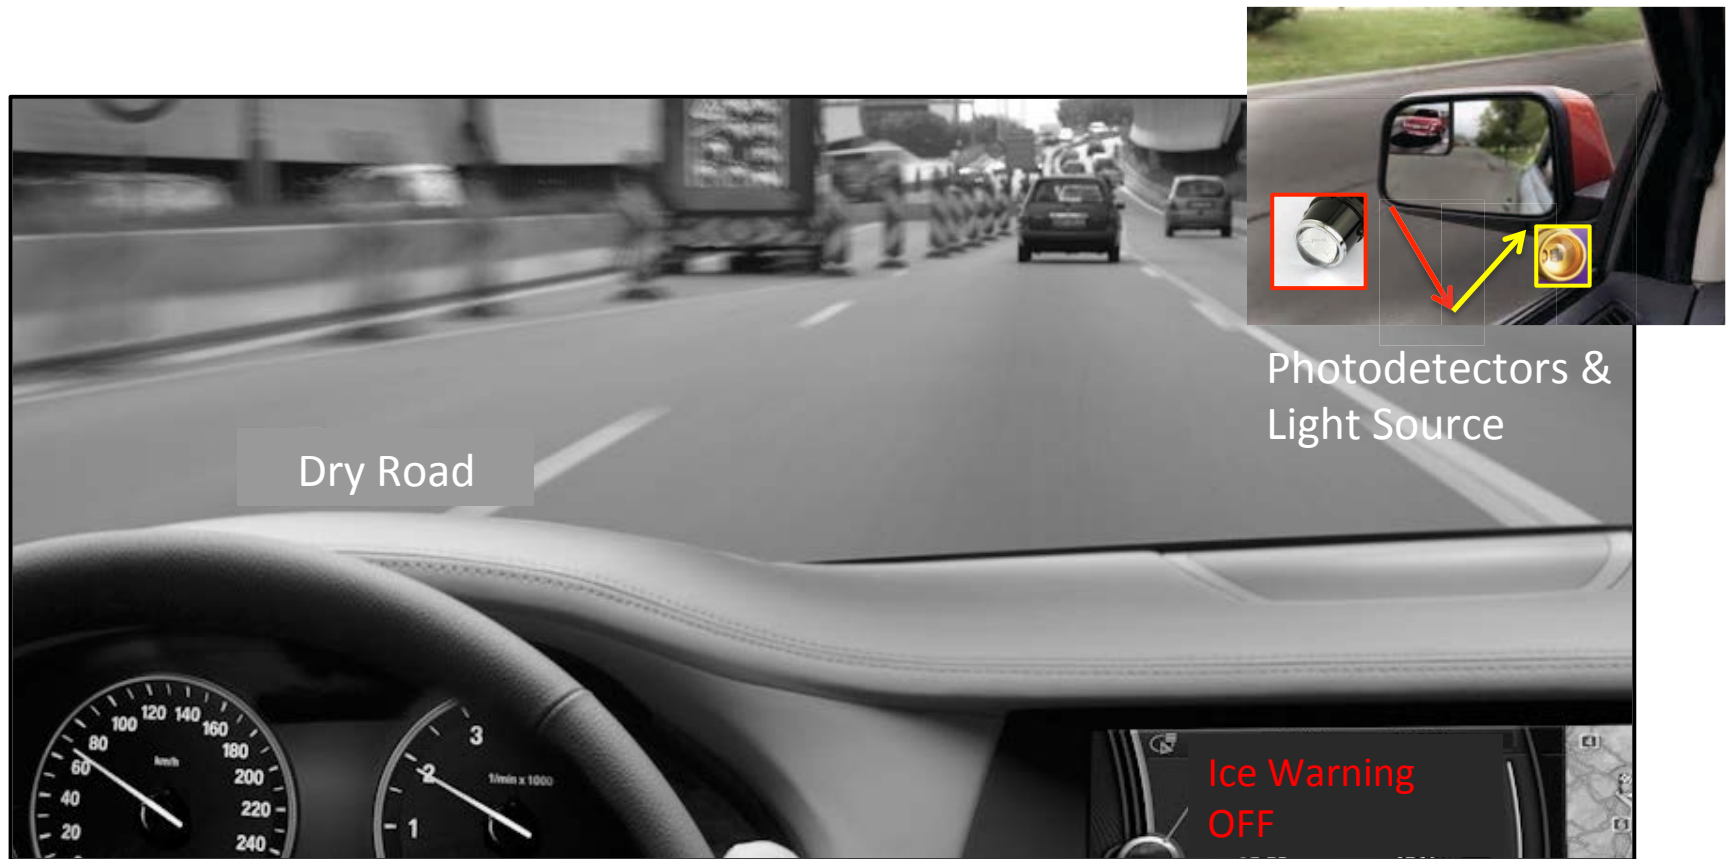 Photodetectors &
Light Source
Dry Road
100 120 140
80 160
60 180
40 200
20 220
240
km/h
3
2
1
1/min x 1000
Ice Warning
OFF